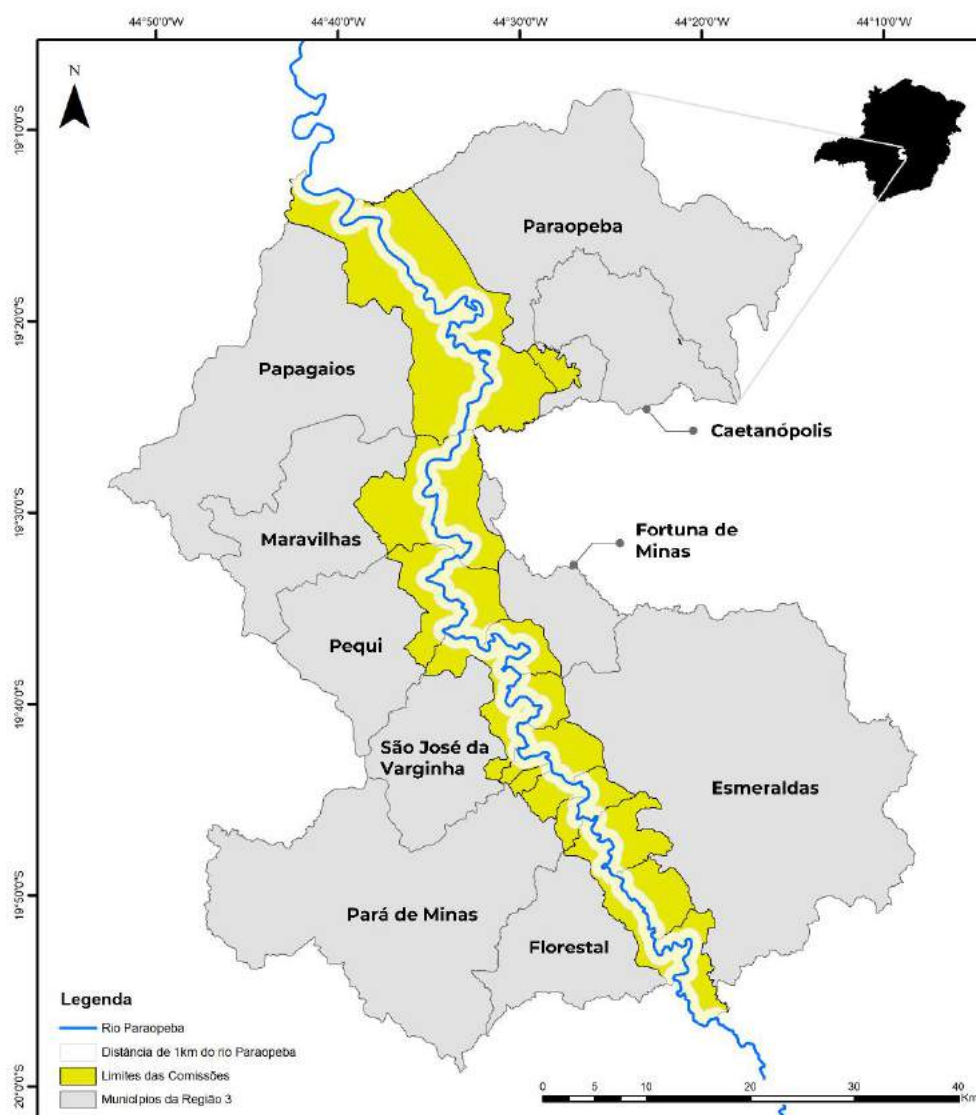 44°50'0"W 44°40'0"W 44°30'0"W 44°20'0"W 44°10'0"W
N
19°10'0"S
Paraopeba
19°20'0"S
Papagaios
Caetanópolis
19°30'0"S
Maravilhas
Fortuna de
Minas
Pequi
19°40'0"S
São José da
Varginha
Esmeraldas
19°50'0"S
Pará de Minas
Florestal
Legenda
Rio Paraopeba
Distância de 1km do rio Paraopeba
Limites das Comissões
Municípios da Região 3
20°0'0"S
0 5 10 20 30 40
Km